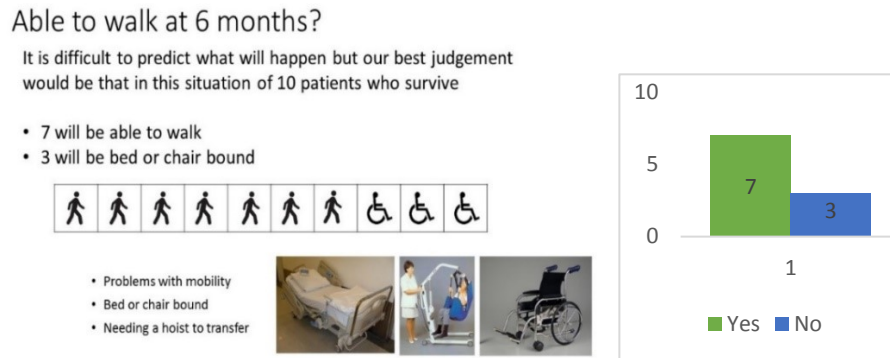 Able to walk at 6 months?
It is difficult to predict what will happen but our best judgement
would be that in this situation of 10 patients who survive
• 7 will be able to walk
• 3 will be bed or chair bound
• Problems with mobility
• Bed or chair bound
• Needing a hoist to transfer
10
5
0
7
3
1
Yes No